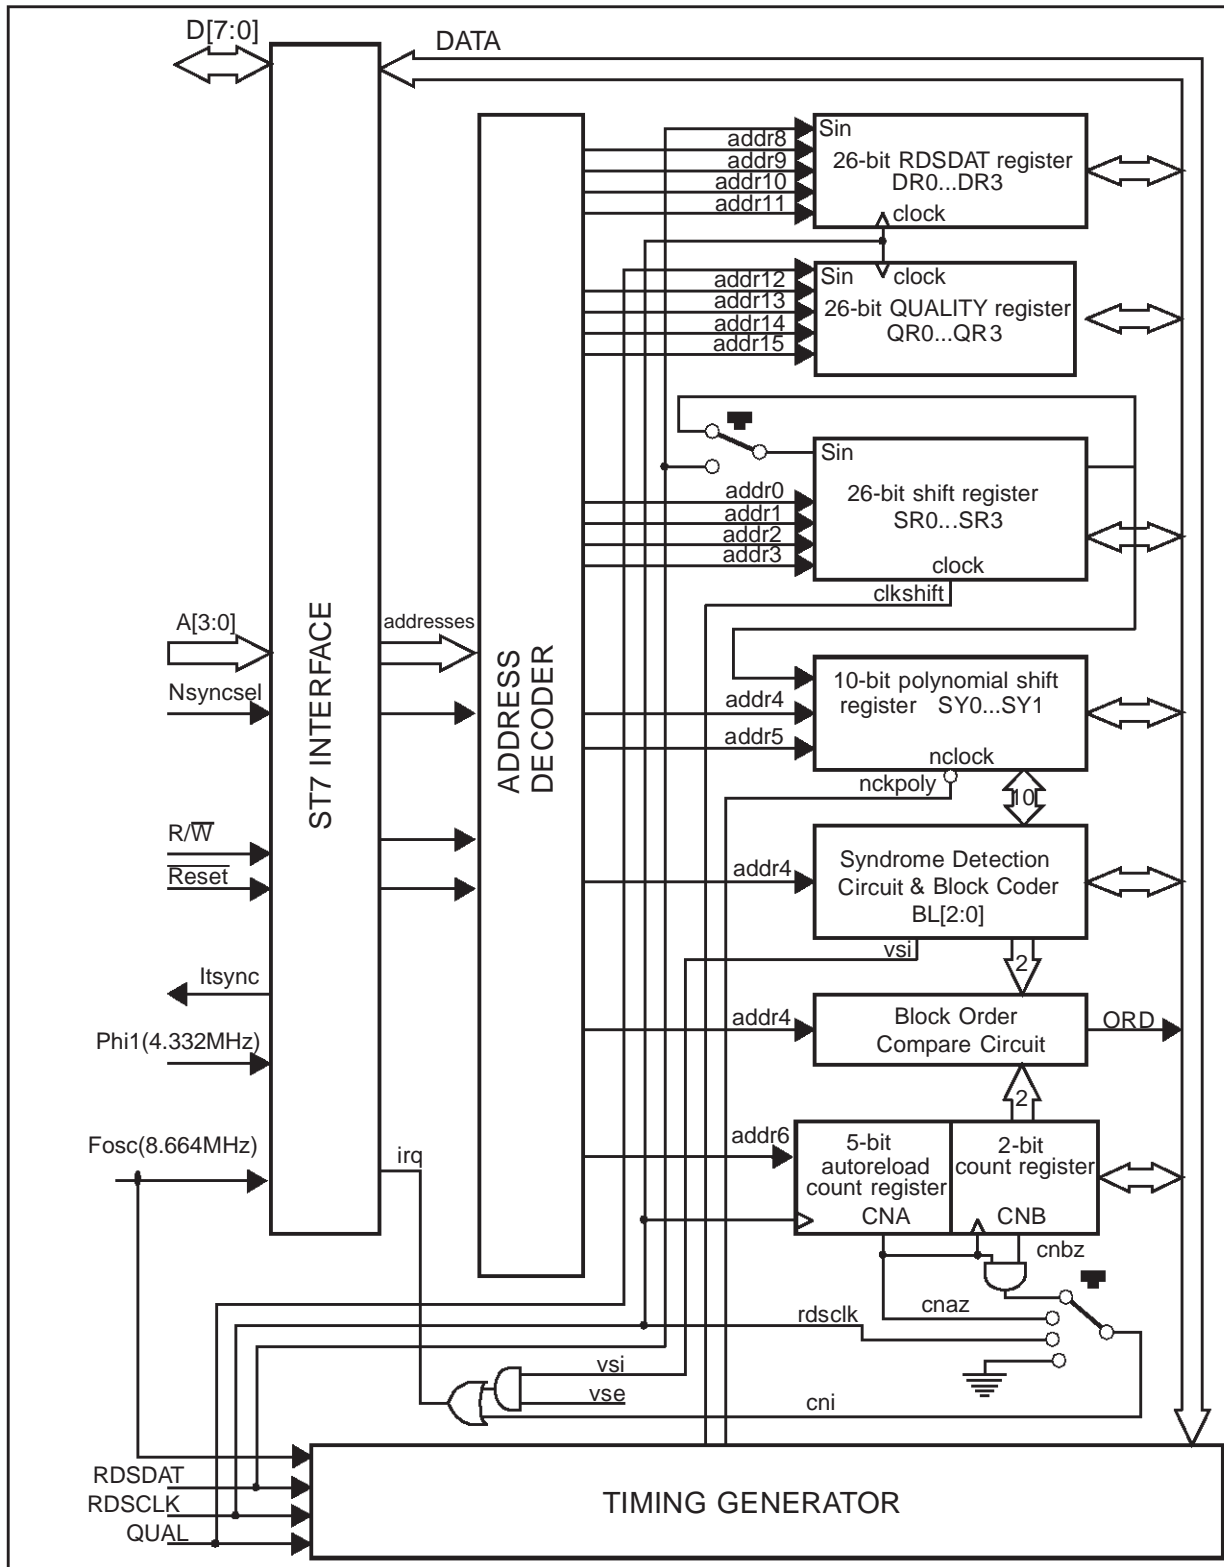 D[7:0]
DATA
Sin
addr8
26-bit RDSDAT register
addr9
DR0...DR3
addr10
addr11
clock
Sin
clock
addr12
addr13
26-bit QUALITY register
addr14
QR0...QR3
addr15
Sin
addr0
26-bit shift register
addr1
SR0...SR3
addr2
addr3
clock
clkshift
A[3:0]
addresses
ST7 INTERFACE
ADDRESS
DECODER
10-bit polynomial shift
register SY0...SY1
Nsyncsel
addr4
addr5
nclock
nckpoly
10
R/W
Reset
addr4
Syndrome Detection
Circuit & Block Coder
BL[2:0]
vsi
2
Itsync
addr4
Block Order
Compare Circuit
ORD
Phi1(4.332MHz)
2
Fosc(8.664MHz)
irq
addr6
5-bit
autoreload
count register
CNA
2-bit
count register
CNB
cnbz
cnaz
rdsclk
vsi
vse
cni
RDSDAT
RDSCLK
QUAL
TIMING GENERATOR